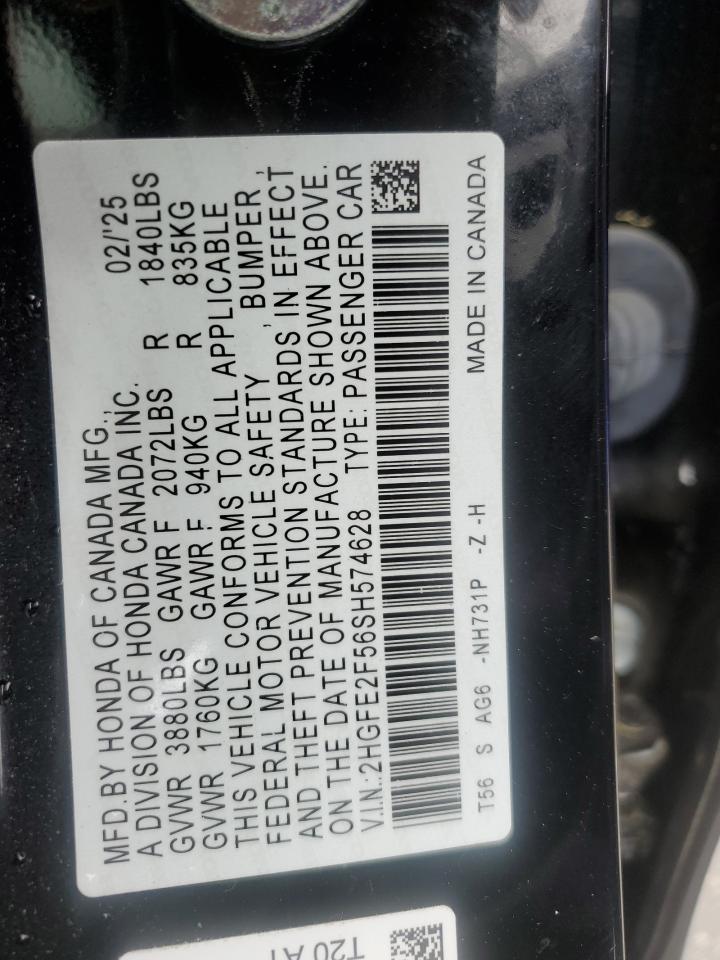 MFD.BY HONDA OF CANADA MFG.,
A DIVISION OF HONDA CANADA INC. 02/'25
GVWR 3880LBS GAWR F 2072LBS R 1840LBS
GVWR 1760KG GAWR F 940KG R 835KG
THIS VEHICLE CONFORMS TO ALL APPLICABLE
FEDERAL MOTOR VEHICLE SAFETY, BUMPER,
AND THEFT PREVENTION STANDARDS IN EFFECT
ON THE DATE OF MANUFACTURE SHOWN ABOVE.
V.I.N.:2HGFE2F56SH574628 TYPE: PASSENGER CAR
T56 S AG6 -NH731P -Z -H MADE IN CANADA
T20 A1